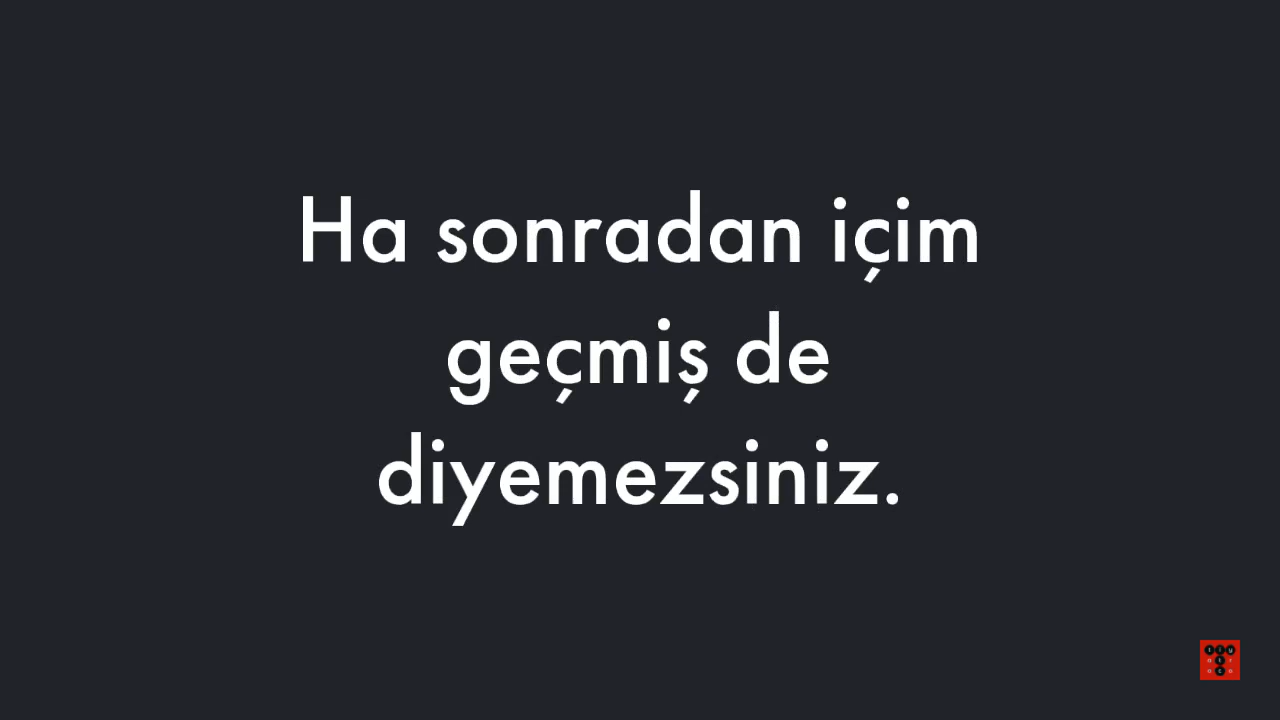 Ha sonradan içim
geçmiş de
diyemezsiniz.